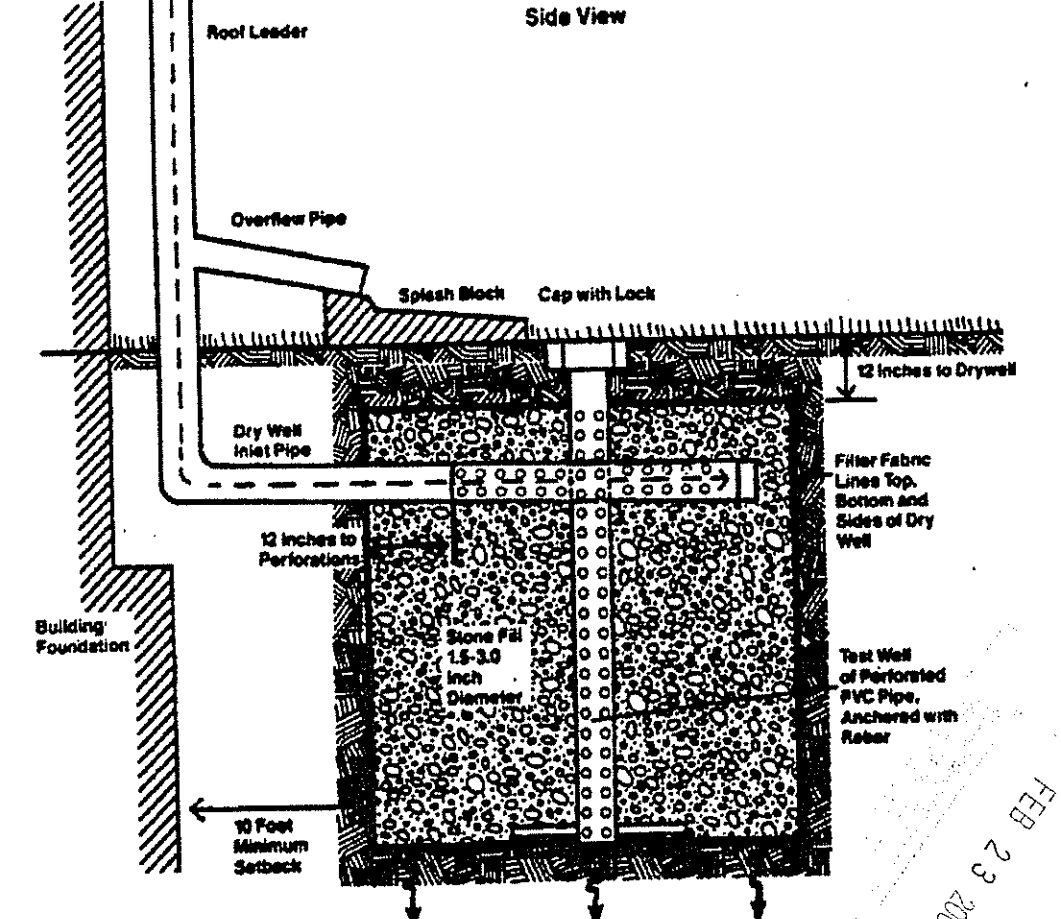 Side View
Roof Leader
Overflow Pipe
Splash Block
Cap with Lock
12 Inches to Drywell
Dry Well
Inlet Pipe
Filter Fabric
Lines Top,
Bottom and
Sides of Dry
Well
12 Inches to
Perforations
Building
Foundation
Stone Fill
1.5-3.0
Inch
Diameter
Test Well
of Perforated
PVC Pipe,
Anchored with
Rebar
10 Foot
Minimum
Setback
FEB 23